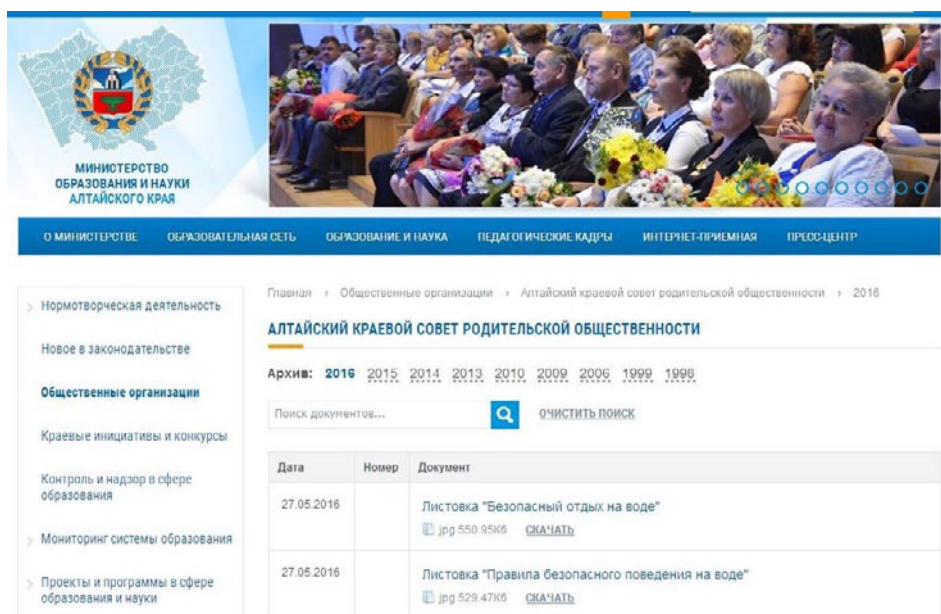 МИНИСТЕРСТВО
ОБРАЗОВАНИЯ И НАУКИ
АЛТАЙСКОГО КРАЯ
О МИНИСТЕРСТВЕ ОБРАЗОВАТЕЛЬНАЯ СЕТЬ ОБРАЗОВАНИЕ И НАУКА ПЕДАГОГИЧЕСКИЕ КАДРЫ ИНТЕРНЕТ-ПРИЕМНАЯ ПРЕСС-ЦЕНТР
Нормотворческая деятельность
Новое в законодательстве
Общественные организации
Краевые инициативы и конкурсы
Контроль и надзор в сфере
образования
Мониторинг системы образования
Проекты и программы в сфере
образования и науки
Главная › Общественные организации › Алтайский краевой совет родительской общественности › 2016
АЛТАЙСКИЙ КРАЕВОЙ СОВЕТ РОДИТЕЛЬСКОЙ ОБЩЕСТВЕННОСТИ
Архив: 2016 2015 2014 2013 2010 2009 2006 1999 1998
Поиск документов... ОЧИСТИТЬ ПОИСК
Дата Номер Документ
27.05.2016 Листовка "Безопасный отдых на воде"
jpg 550.95Кб СКАЧАТЬ
27.05.2016 Листовка "Правила безопасного поведения на воде"
jpg 529.47Кб СКАЧАТЬ